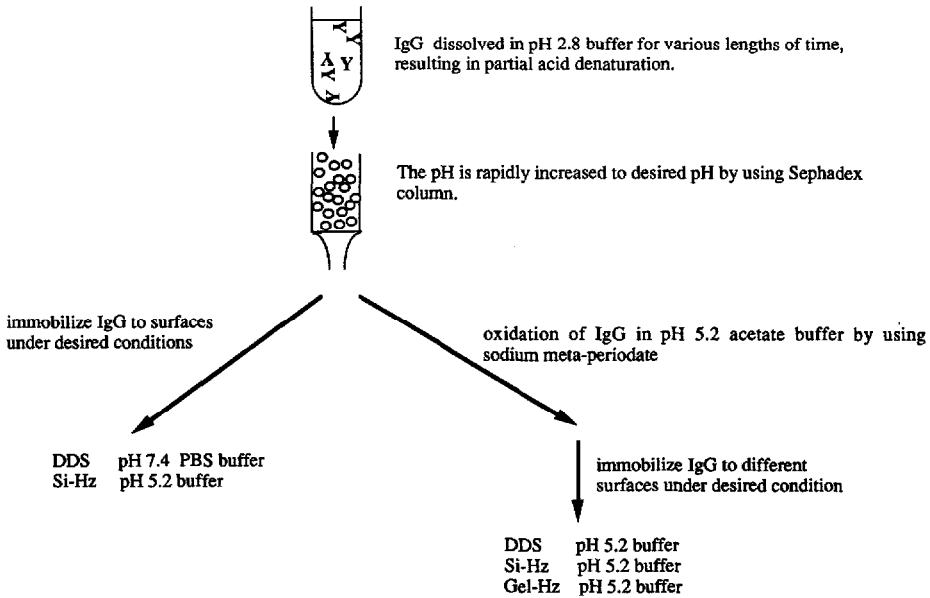 IgG dissolved in pH 2.8 buffer for various lengths of time,
resulting in partial acid denaturation.
The pH is rapidly increased to desired pH by using Sephadex
column.
immobilize IgG to surfaces
under desired conditions
oxidation of IgG in pH 5.2 acetate buffer by using
sodium meta-periodate
DDS pH 7.4 PBS buffer
Si-Hz pH 5.2 buffer
immobilize IgG to different
surfaces under desired condition
DDS pH 5.2 buffer
Si-Hz pH 5.2 buffer
Gel-Hz pH 5.2 buffer